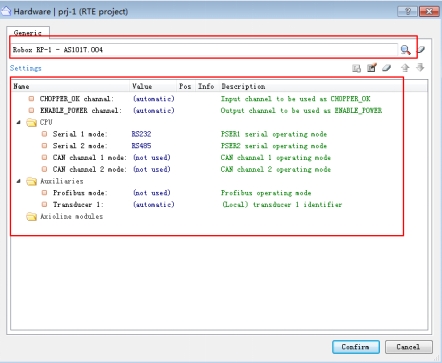 Hardware | prj-1 (RTE project)
Generic
Robox RP-1 - AS1017.004
Settings
Name Value Pos Info Description
CHOPPER_OK channel: (automatic) Input channel to be used as CHOPPER_OK
ENABLE_POWER channel: (automatic) Output channel to be used as ENABLE_POWER
CPU
Serial 1 mode: RS232 PSER1 serial operating mode
Serial 2 mode: RS485 PSER2 serial operating mode
CAN channel 1 mode: (not used) CAN channel 1 operating mode
CAN channel 2 mode: (not used) CAN channel 2 operating mode
Auxiliaries
Profibus mode: (not used) Profibus operating mode
Transducer 1: (automatic) (Local) transducer 1 identifier
Axioline modules
Confirm Cancel